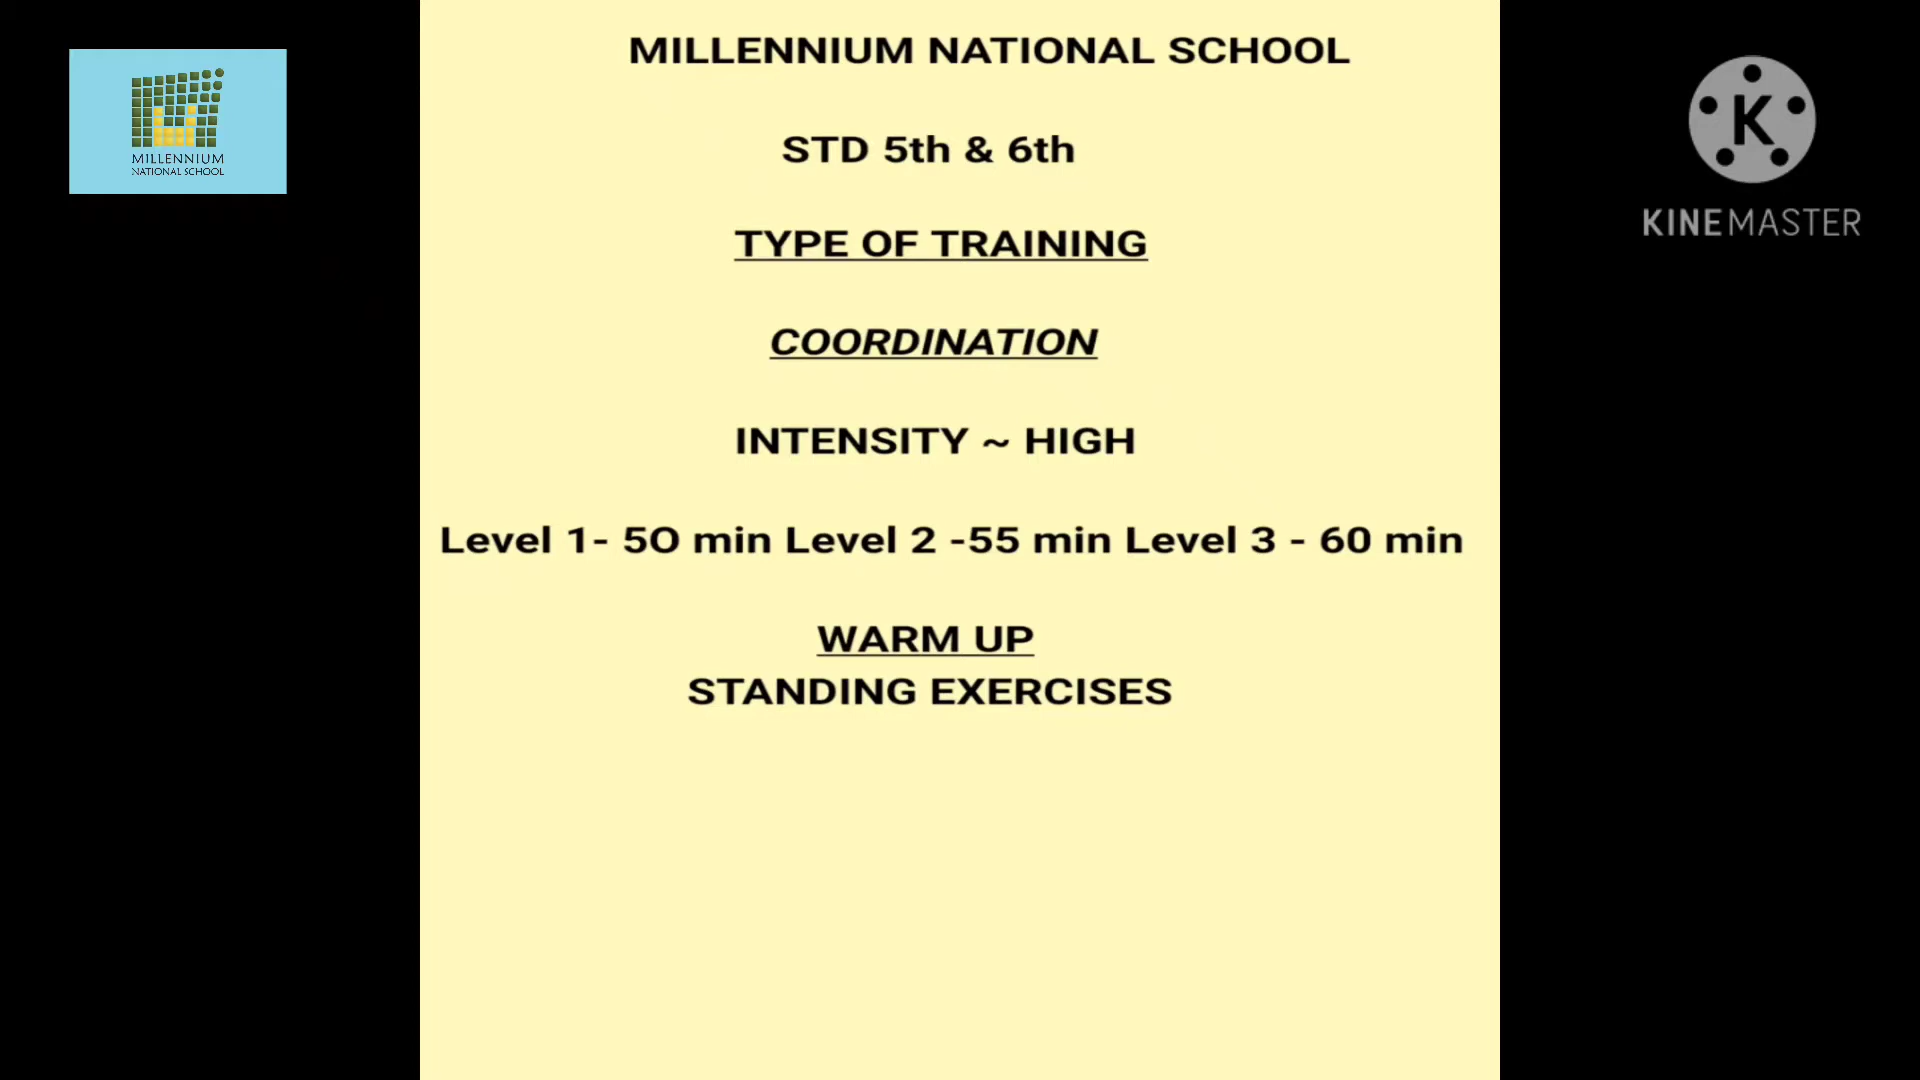 MILLENNIUM NATIONAL SCHOOL
STD 5th & 6th
TYPE OF TRAINING
COORDINATION
INTENSITY ~ HIGH
Level 1- 5O min Level 2 -55 min Level 3 - 60 min
WARM UP
STANDING EXERCISES
MILLENNIUM
NATIONAL SCHOOL
K
KINEMASTER